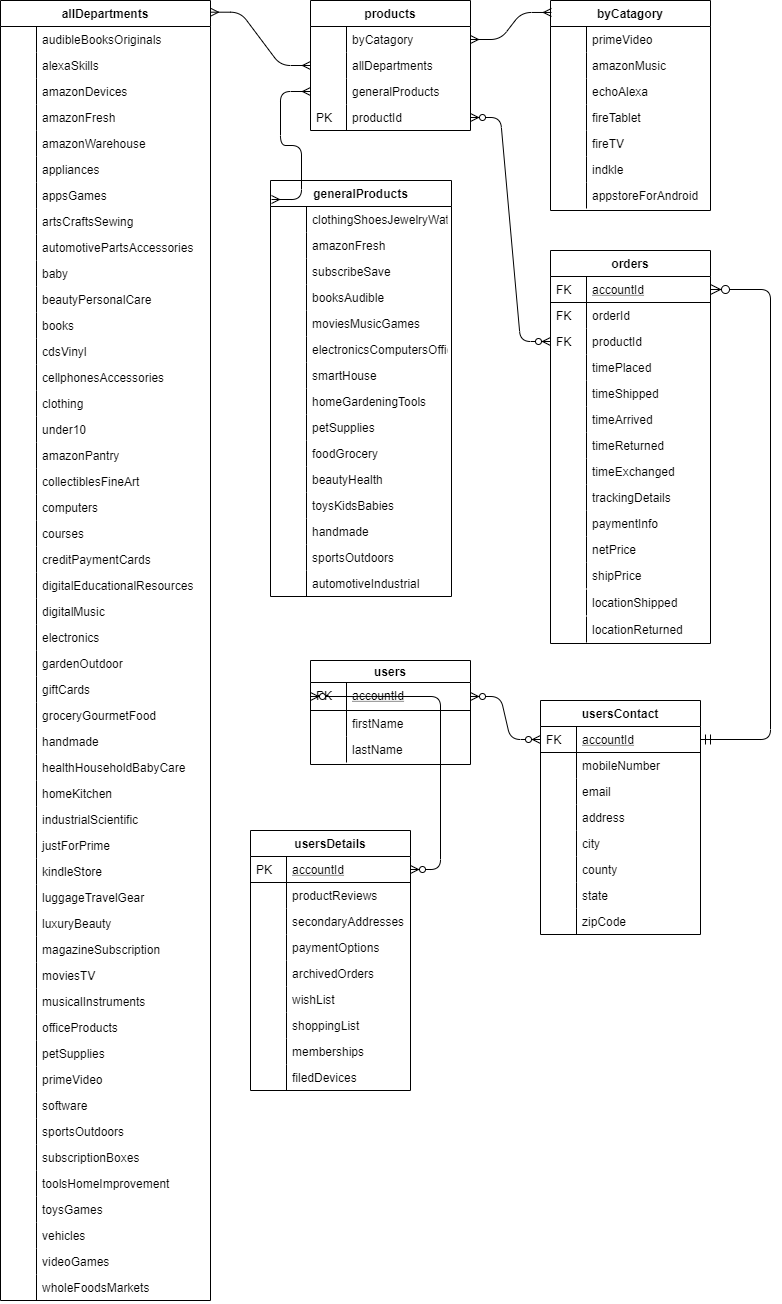 allDepartments
audibleBooksOriginals
alexaSkills
amazonDevices
amazonFresh
amazonWarehouse
appliances
appsGames
artsCraftsSewing
automotivePartsAccessories
baby
beautyPersonalCare
books
cdsVinyl
cellphonesAccessories
clothing
under10
amazonPantry
collectiblesFineArt
computers
courses
creditPaymentCards
digitalEducationalResources
digitalMusic
electronics
gardenOutdoor
giftCards
groceryGourmetFood
handmade
healthHouseholdBabyCare
homeKitchen
industrialScientific
justForPrime
kindleStore
luggageTravelGear
luxuryBeauty
magazineSubscription
moviesTV
musicalInstruments
officeProducts
petSupplies
primeVideo
software
sportsOutdoors
subscriptionBoxes
toolsHomeImprovement
toysGames
vehicles
videoGames
wholeFoodsMarkets
products
byCatagory
allDepartments
generalProducts
PK productId
byCatagory
primeVideo
amazonMusic
echoAlexa
fireTablet
fireTV
indkle
appstoreForAndroid
generalProducts
clothingShoesJewelryWat
amazonFresh
subscribeSave
booksAudible
moviesMusicGames
electronicsComputersOffi
smartHouse
homeGardeningTools
petSupplies
foodGrocery
beautyHealth
toysKidsBabies
handmade
sportsOutdoors
automotiveIndustrial
orders
FK accountId
FK orderId
FK productId
timePlaced
timeShipped
timeArrived
timeReturned
timeExchanged
trackingDetails
paymentInfo
netPrice
shipPrice
locationShipped
locationReturned
users
PK accountId
firstName
lastName
usersContact
FK accountId
mobileNumber
email
address
city
county
state
zipCode
usersDetails
PK accountId
productReviews
secondaryAddresses
paymentOptions
archivedOrders
wishList
shoppingList
memberships
filedDevices